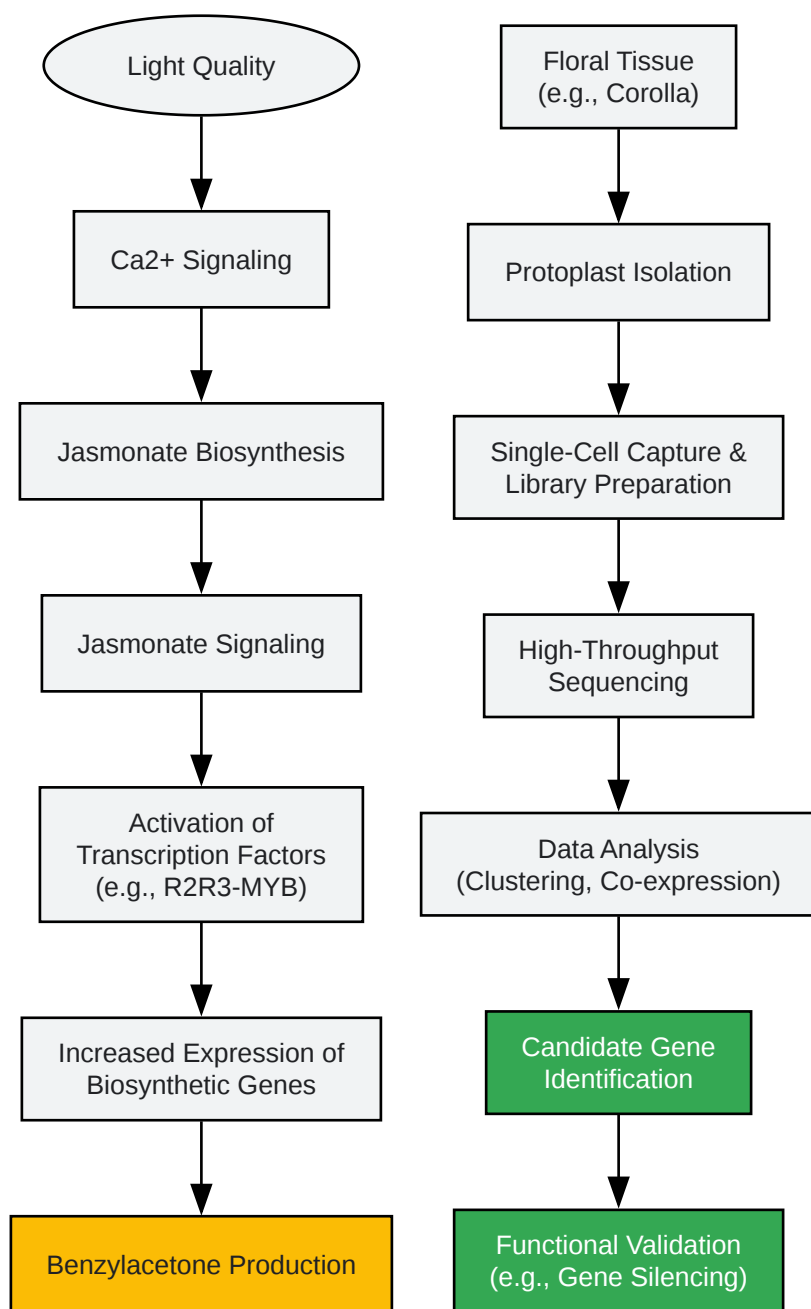 Light Quality
Ca2+ Signaling
Jasmonate Biosynthesis
Jasmonate Signaling
Activation of
Transcription Factors
(e.g., R2R3-MYB)
Increased Expression of
Biosynthetic Genes
Benzylacetone Production
Floral Tissue
(e.g., Corolla)
Protoplast Isolation
Single-Cell Capture &
Library Preparation
High-Throughput
Sequencing
Data Analysis
(Clustering, Co-expression)
Candidate Gene
Identification
Functional Validation
(e.g., Gene Silencing)